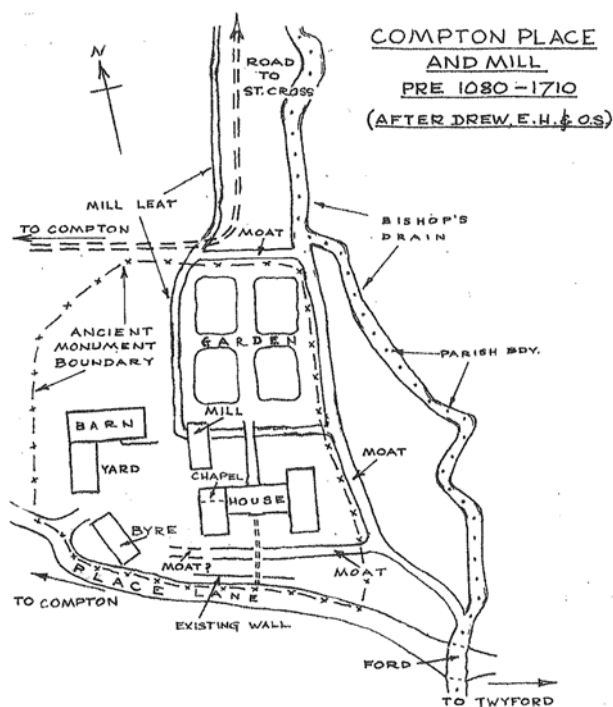 COMPTON PLACE
AND MILL
PRE 1080-1710
(AFTER DREW, E.H. & O.S.)
N
ROAD
TO
ST. CROSS
MILL LEAT
TO COMPTON
MOAT
BISHOP'S
DRAIN
ANCIENT
MONUMENT
BOUNDARY
GARDEN
PARISH BDY.
BARN
MILL
YARD
CHAPEL
HOUSE
MOAT
BYRE
MOAT?
MOAT
PLACE LANE
TO COMPTON
EXISTING WALL
FORD
TO TWYFORD